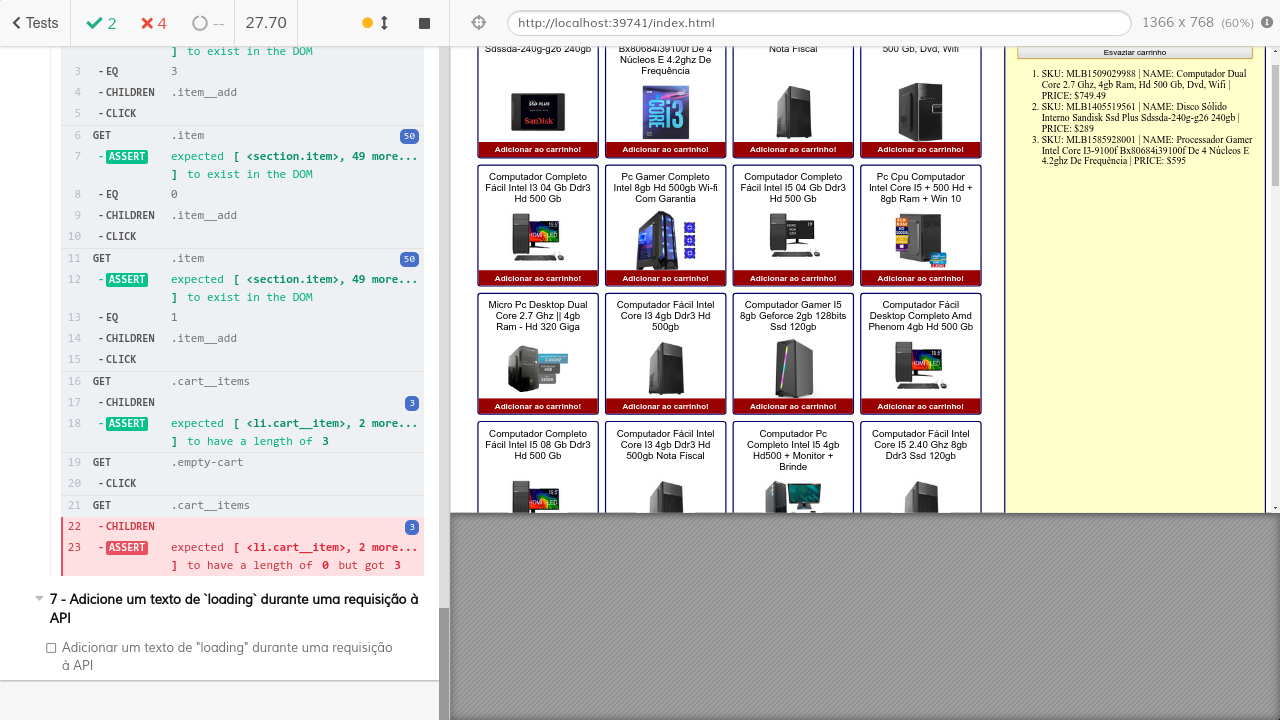 Tests
2
4
--
27.70
http://localhost:39741/index.html
1366 x 768 (60%)
] to exist in the DOM
3 -EQ 3
4 -CHILDREN .item__add
5 -CLICK
6 GET .item 50
7 -ASSERT expected [ <section.item>, 49 more...
] to exist in the DOM
8 -EQ 0
9 -CHILDREN .item__add
10 -CLICK
11 GET .item 50
12 -ASSERT expected [ <section.item>, 49 more...
] to exist in the DOM
13 -EQ 1
14 -CHILDREN .item__add
15 -CLICK
16 GET .cart__items
17 -CHILDREN 3
18 -ASSERT expected [ <li.cart__item>, 2 more...
] to have a length of 3
19 GET .empty-cart
20 -CLICK
21 GET .cart__items
22 -CHILDREN 3
23 -ASSERT expected [ <li.cart__item>, 2 more...
] to have a length of 0 but got 3
7 - Adicione um texto de `loading` durante uma requisição à
API
Adicionar um texto de "loading" durante uma requisição
à API
Sdssda-240g-g26 240gb
Bx80684i39100f De 4
Núcleos E 4.2ghz De
Frequência
Nota Fiscal
500 Gb, Dvd, Wifi
SSD PLUS
SanDisk
CORE
i3
Adicionar ao carrinho!
Adicionar ao carrinho!
Adicionar ao carrinho!
Adicionar ao carrinho!
Computador Completo
Fácil Intel I3 04 Gb Ddr3
Hd 500 Gb
Pc Gamer Completo
Intel 8gb Hd 500gb Wi-fi
Com Garantia
Computador Completo
Fácil Intel I5 04 Gb Ddr3
Hd 500 Gb
Pc Cpu Computador
Intel Core I5 + 500 Hd +
8gb Ram + Win 10
Adicionar ao carrinho!
Adicionar ao carrinho!
Adicionar ao carrinho!
Adicionar ao carrinho!
Micro Pc Desktop Dual
Core 2.7 Ghz || 4gb
Ram - Hd 320 Giga
Computador Fácil Intel
Core I3 4gb Ddr3 Hd
500gb
Computador Gamer I5
8gb Geforce 2gb 128bits
Ssd 120gb
Computador Fácil
Desktop Completo Amd
Phenom 4gb Hd 500 Gb
Adicionar ao carrinho!
Adicionar ao carrinho!
Adicionar ao carrinho!
Adicionar ao carrinho!
Computador Completo
Fácil Intel I5 08 Gb Ddr3
Hd 500 Gb
Computador Fácil Intel
Core I3 4gb Ddr3 Hd
500gb Nota Fiscal
Computador Pc
Completo Intel I5 4gb
Hd500 + Monitor +
Brinde
Computador Fácil Intel
Core I5 2.40 Ghz 8gb
Ddr3 Ssd 120gb
Esvaziar carrinho
1. SKU: MLB1509029988 | NAME: Computador Dual
Core 2.7 Ghz, 4gb Ram, Hd 500 Gb, Dvd, Wifi |
PRICE: $749.49
2. SKU: MLB1405519561 | NAME: Disco Sólido
Interno Sandisk Ssd Plus Sdssda-240g-g26 240gb |
PRICE: $289
3. SKU: MLB1585928001 | NAME: Processador Gamer
Intel Core I3-9100f Bx80684i39100f De 4 Núcleos E
4.2ghz De Frequência | PRICE: $595